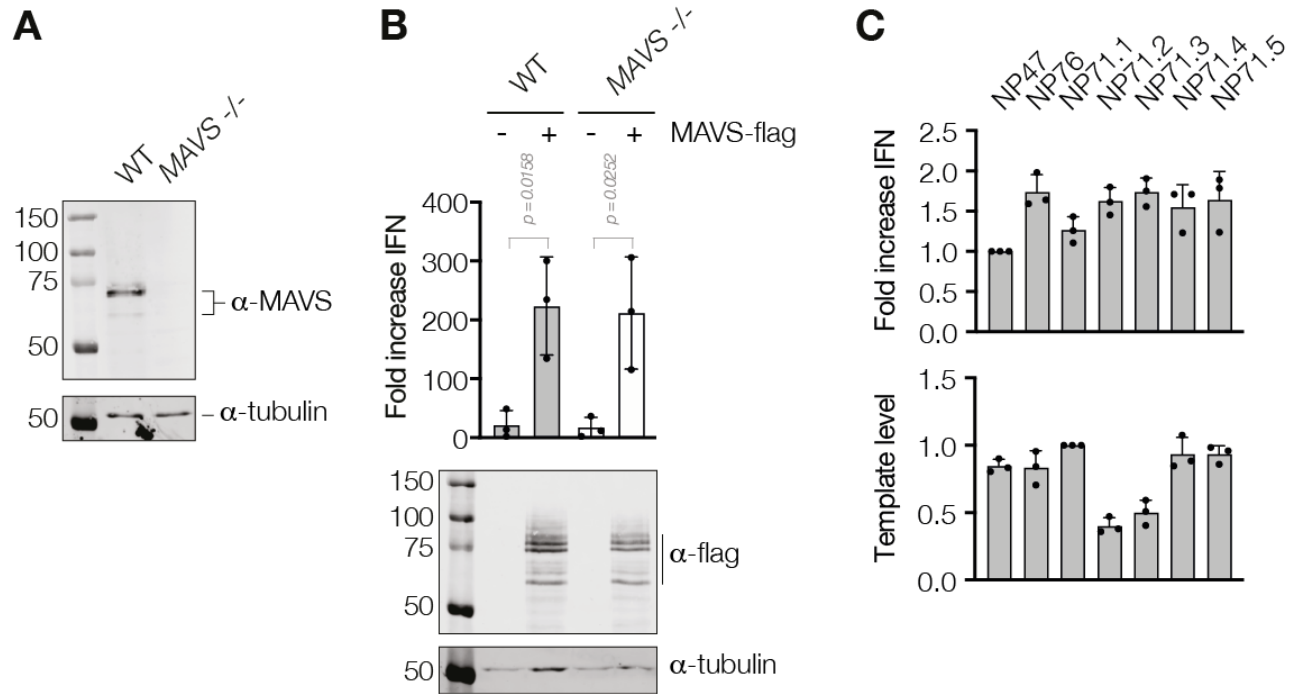 A
WT
MAVS -/-
150
100
75
50
α-MAVS
50
α-tubulin
B
WT
MAVS -/-
- + - + MAVS-flag
p = 0.0158
p = 0.0252
Fold increase IFN
400
300
200
100
0
150
100
75
50
α-flag
50
α-tubulin
C
NP47
NP76
NP71.1
NP71.2
NP71.3
NP71.4
NP71.5
Fold increase IFN
2.5
2.0
1.5
1.0
0.5
0.0
Template level
1.5
1.0
0.5
0.0